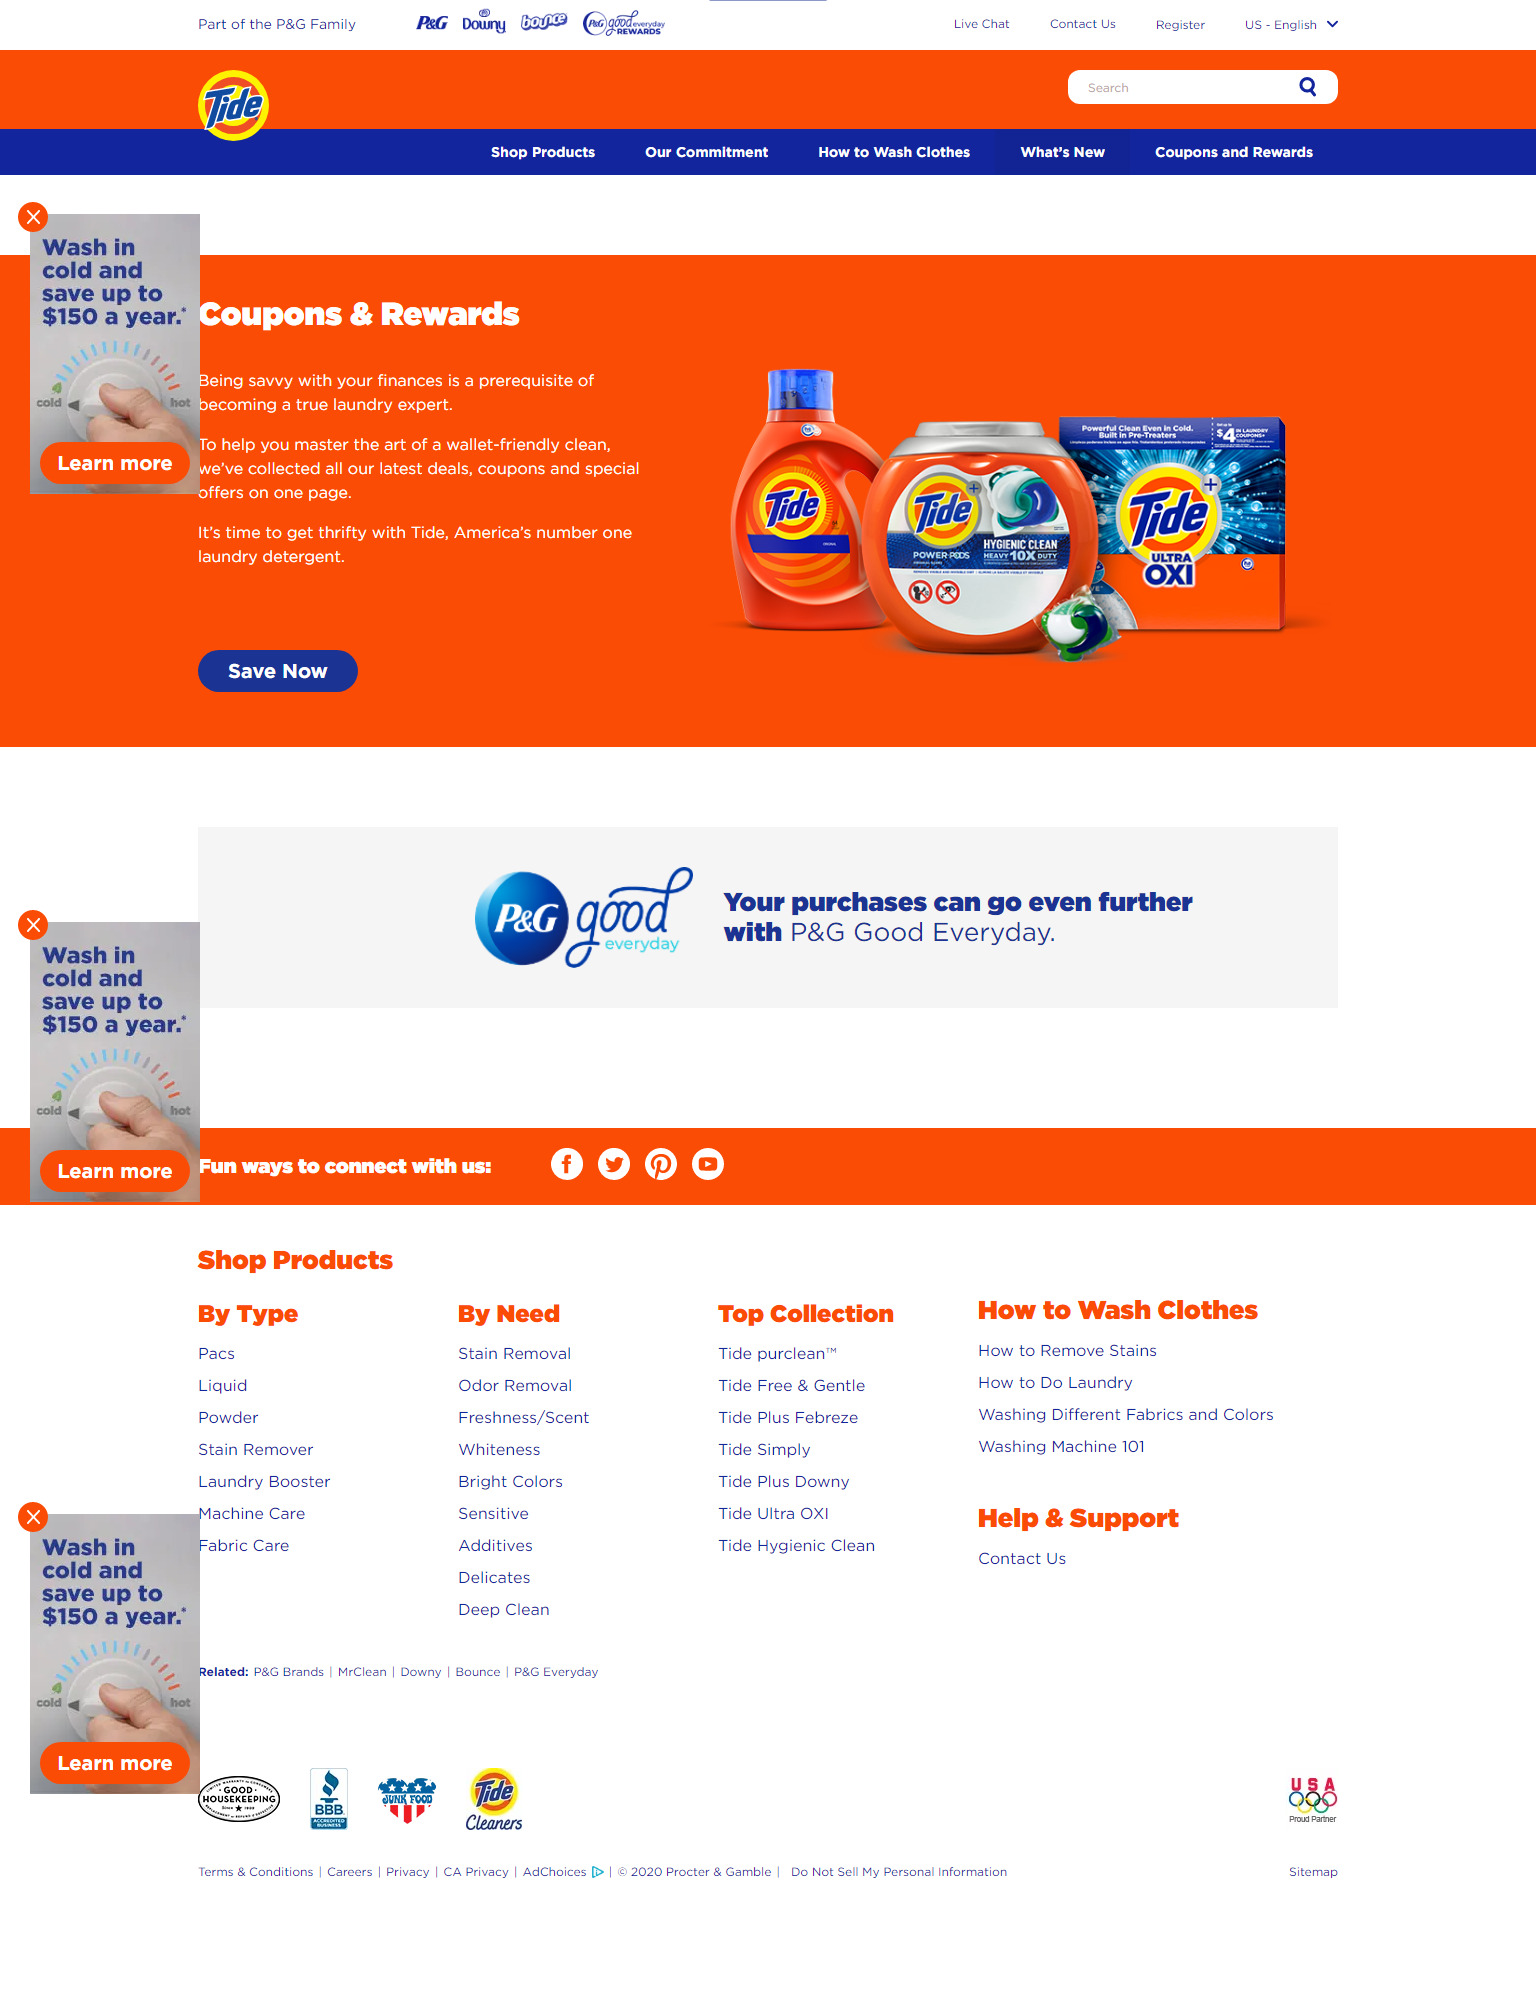 Part of the P&G Family
P&G
Downy
bounce
P&G good everyday
REWARDS
Live Chat
Contact Us
Register
US - English
Tide
Search
Shop Products
Our Commitment
How to Wash Clothes
What's New
Coupons and Rewards
Wash in
cold and
save up to
$150 a year.*
cold
hot
Learn more
Coupons & Rewards
Being savvy with your finances is a prerequisite of
becoming a true laundry expert.
To help you master the art of a wallet-friendly clean,
we've collected all our latest deals, coupons and special
offers on one page.
It's time to get thrifty with Tide, America's number one
laundry detergent.
Save Now
Tide
ORIGINAL
Tide+
POWER PODS
HYGIENIC CLEAN
HEAVY 10X DUTY
Powerful Clean Even in Cold.
Built in Pre-Treaters
$4 IN LAUNDRY
COUPONS+
Tide+
ULTRA
OXI
P&G good
everyday
Your purchases can go even further
with P&G Good Everyday.
Wash in
cold and
save up to
$150 a year.*
cold
hot
Learn more
Fun ways to connect with us:
Shop Products
By Type
Pacs
Liquid
Powder
Stain Remover
Laundry Booster
Machine Care
Fabric Care
By Need
Stain Removal
Odor Removal
Freshness/Scent
Whiteness
Bright Colors
Sensitive
Additives
Delicates
Deep Clean
Top Collection
Tide purclean™
Tide Free & Gentle
Tide Plus Febreze
Tide Simply
Tide Plus Downy
Tide Ultra OXI
Tide Hygienic Clean
How to Wash Clothes
How to Remove Stains
How to Do Laundry
Washing Different Fabrics and Colors
Washing Machine 101
Help & Support
Contact Us
Wash in
cold and
save up to
$150 a year.*
cold
hot
Learn more
Related: P&G Brands | MrClean | Downy | Bounce | P&G Everyday
GOOD
HOUSEKEEPING
SINCE ★ 1909
BBB
ACCREDITED
BUSINESS
JUNK FOOD
Tide
Cleaners
USA
Proud Partner
Terms & Conditions | Careers | Privacy | CA Privacy | AdChoices | © 2020 Procter & Gamble | Do Not Sell My Personal Information
Sitemap